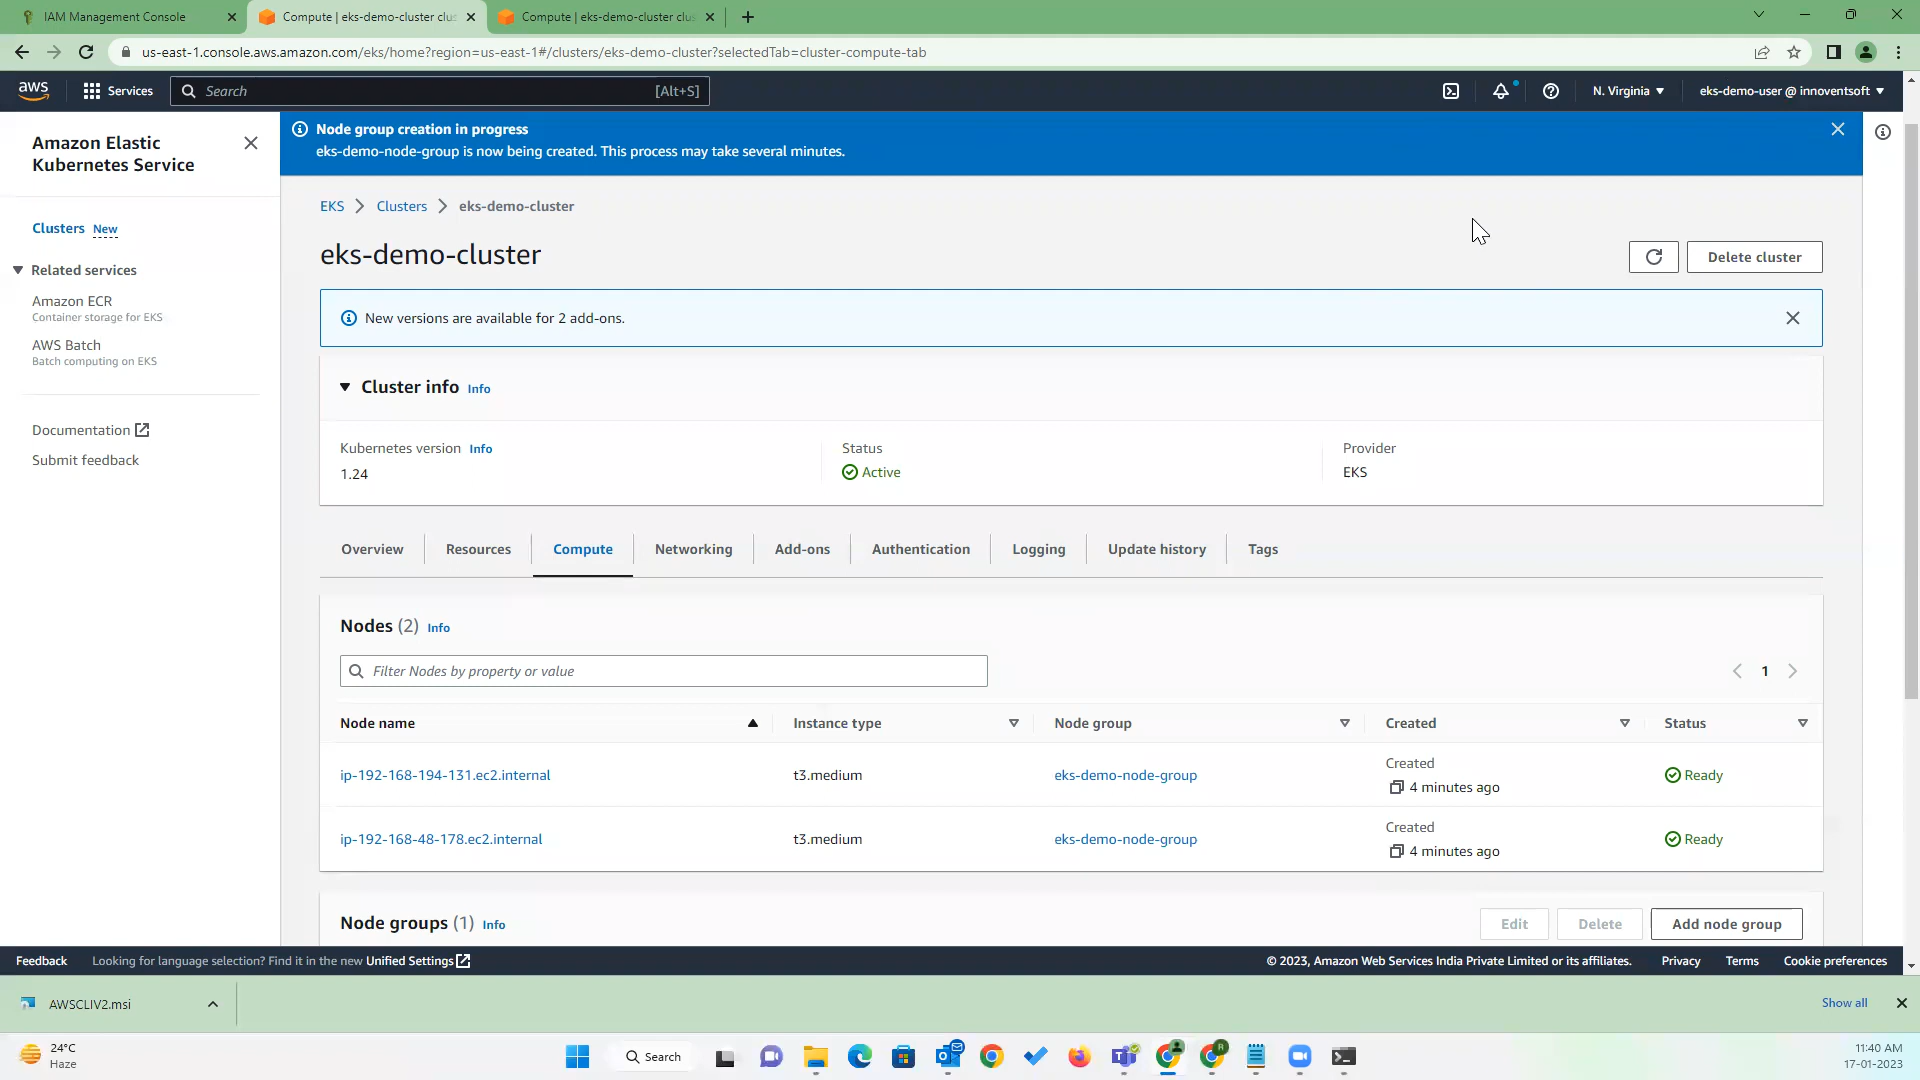 IAM Management Console
Compute | eks-demo-cluster clus
Compute | eks-demo-cluster clus
us-east-1.console.aws.amazon.com/eks/home?region=us-east-1#/clusters/eks-demo-cluster?selectedTab=cluster-compute-tab
aws
Services
Search
[Alt+S]
N. Virginia
eks-demo-user @ innoventsoft
Amazon Elastic
Kubernetes Service
Clusters New
Related services
Amazon ECR
Container storage for EKS
AWS Batch
Batch computing on EKS
Documentation
Submit feedback
Node group creation in progress
eks-demo-node-group is now being created. This process may take several minutes.
EKS
Clusters
eks-demo-cluster
eks-demo-cluster
Delete cluster
New versions are available for 2 add-ons.
Cluster info Info
Kubernetes version Info
1.24
Status
Active
Provider
EKS
Overview
Resources
Compute
Networking
Add-ons
Authentication
Logging
Update history
Tags
Nodes (2) Info
Filter Nodes by property or value
1
Node name
Instance type
Node group
Created
Status
ip-192-168-194-131.ec2.internal
t3.medium
eks-demo-node-group
Created
4 minutes ago
Ready
ip-192-168-48-178.ec2.internal
t3.medium
eks-demo-node-group
Created
4 minutes ago
Ready
Node groups (1) Info
Edit
Delete
Add node group
Feedback
Looking for language selection? Find it in the new Unified Settings
© 2023, Amazon Web Services India Private Limited or its affiliates.
Privacy
Terms
Cookie preferences
AWSCLIV2.msi
Show all
24°C
Haze
Search
11:40 AM
17-01-2023